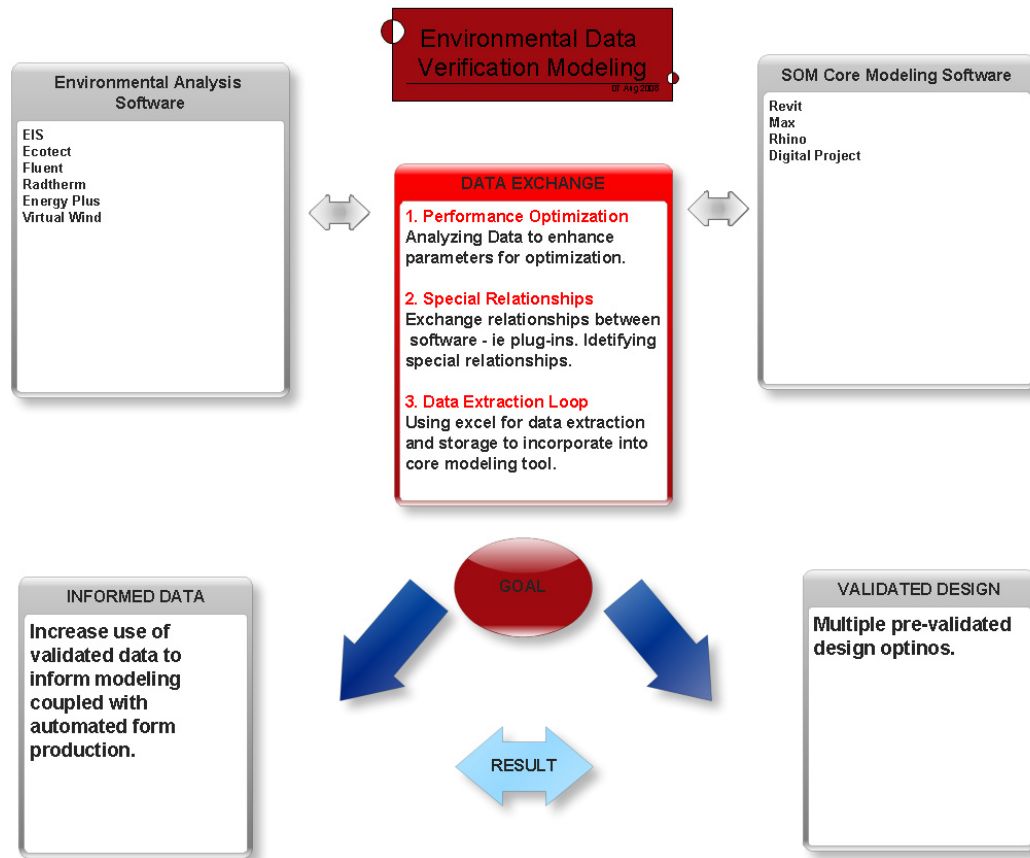 Environmental Data
Verification Modeling
07 Aug 2008
Environmental Analysis
Software
EIS
Ecotect
Fluent
Radtherm
Energy Plus
Virtual Wind
SOM Core Modeling Software
Revit
Max
Rhino
Digital Project
DATA EXCHANGE
1. Performance Optimization
Analyzing Data to enhance
parameters for optimization.
2. Special Relationships
Exchange relationships between
software - ie plug-ins. Idetifying
special relationships.
3. Data Extraction Loop
Using excel for data extraction
and storage to incorporate into
core modeling tool.
GOAL
INFORMED DATA
Increase use of
validated data to
inform modeling
coupled with
automated form
production.
RESULT
VALIDATED DESIGN
Multiple pre-validated
design optinos.